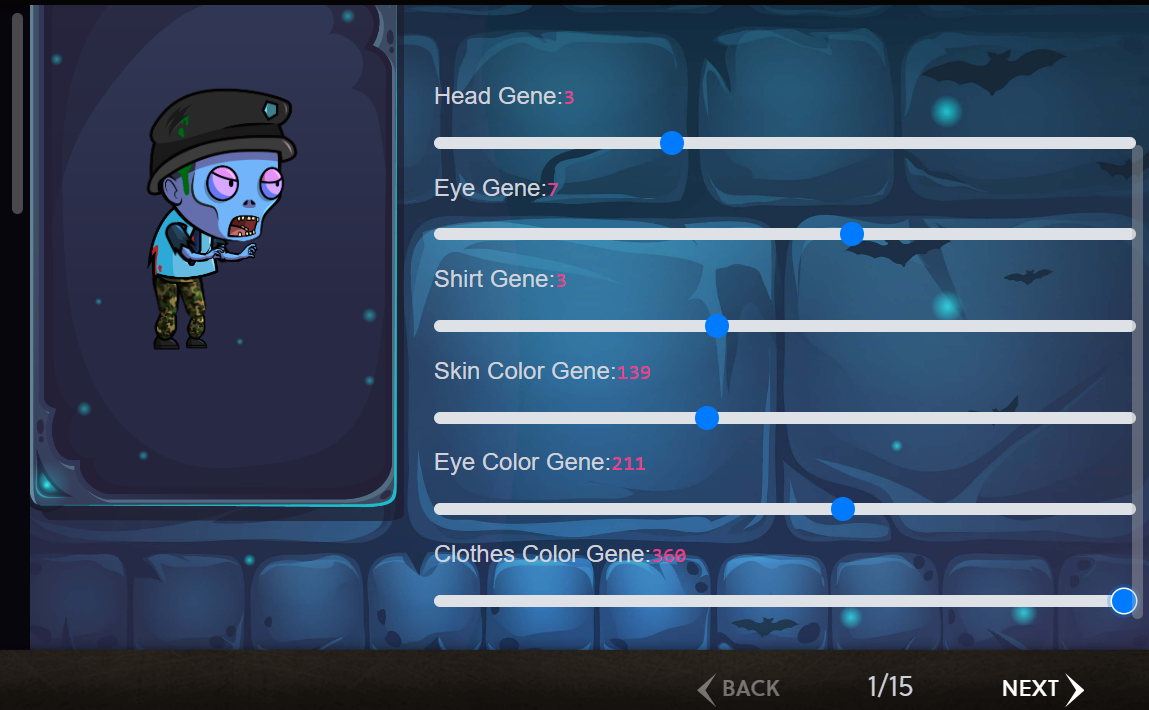 Head Gene:3
Eye Gene:7
Shirt Gene:3
Skin Color Gene:139
Eye Color Gene:211
Clothes Color Gene:360
BACK 1/15 NEXT